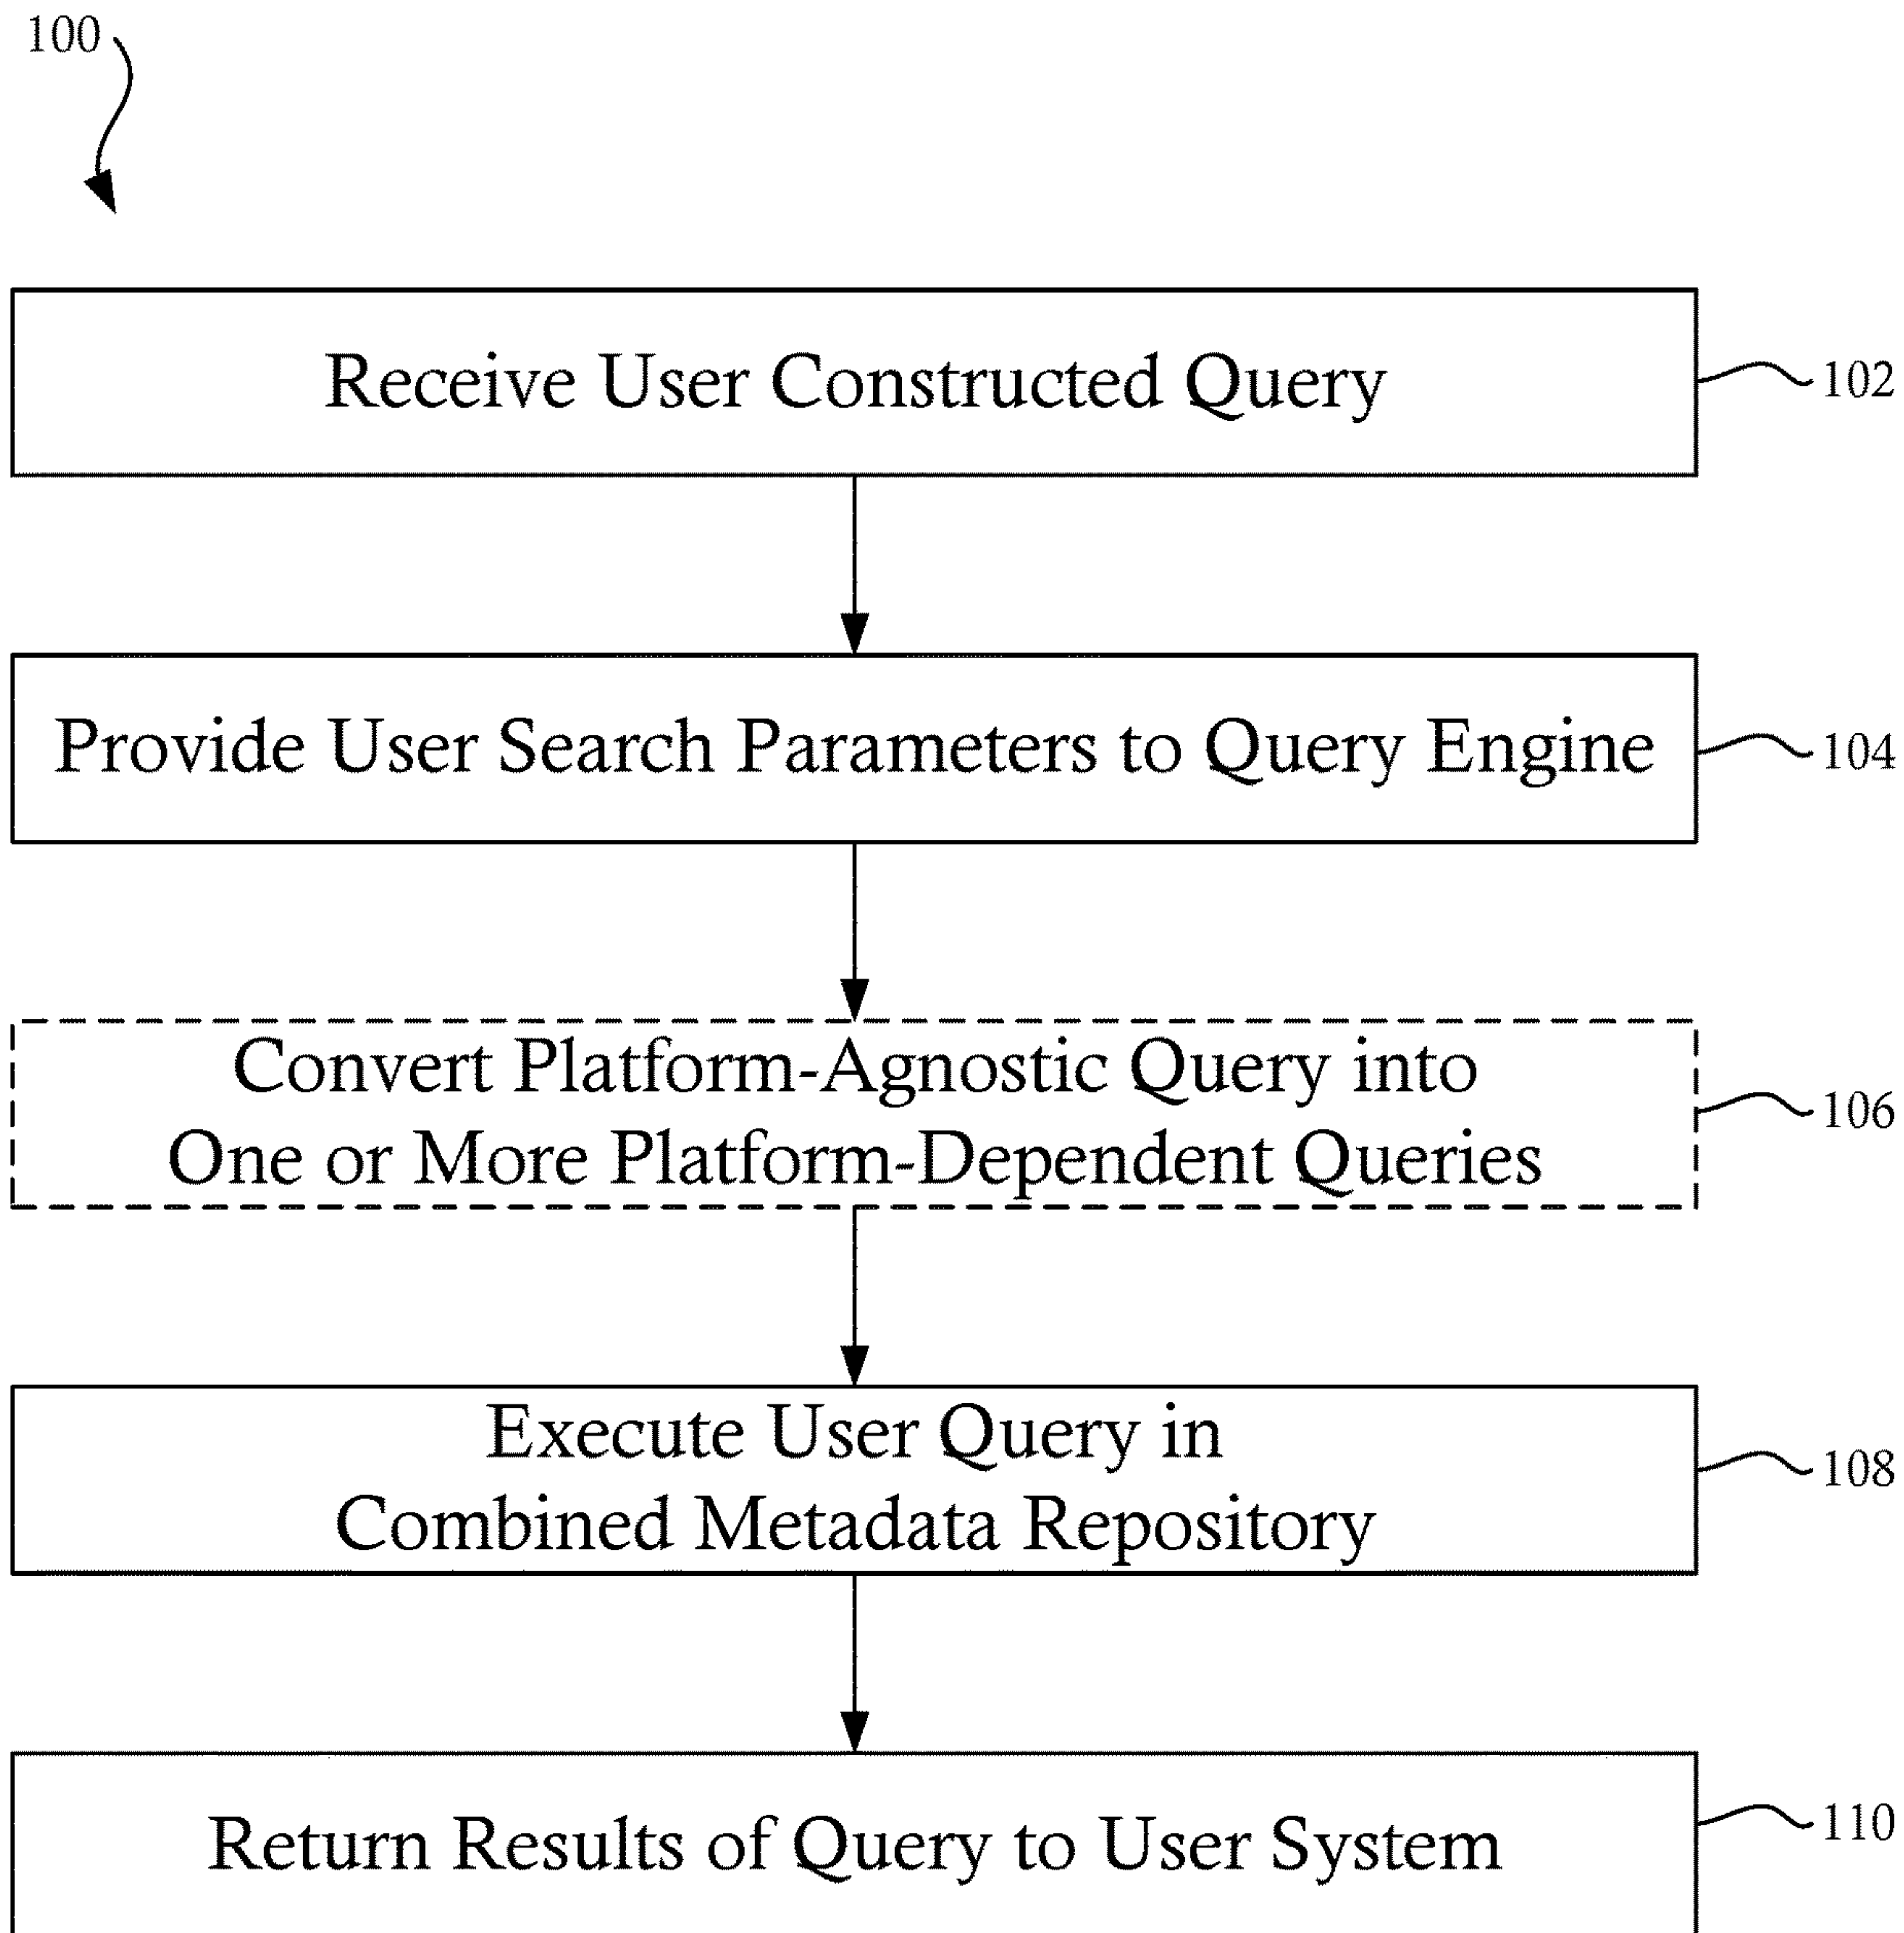 100
Receive User Constructed Query
102
Provide User Search Parameters to Query Engine
104
Convert Platform-Agnostic Query into
One or More Platform-Dependent Queries
106
Execute User Query in
Combined Metadata Repository
108
Return Results of Query to User System
110